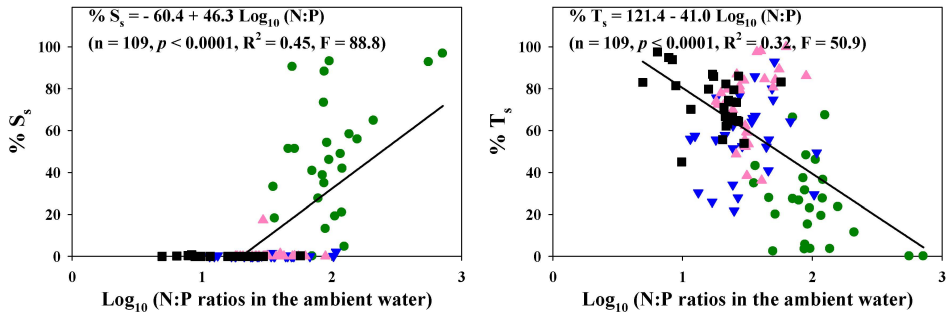 % Sₛ = - 60.4 + 46.3 Log₁₀ (N:P)
(n = 109, p < 0.0001, R² = 0.45, F = 88.8)
% Sₛ
100
80
60
40
20
0
0
1
2
3
Log₁₀ (N:P ratios in the ambient water)
% Tₛ = 121.4 - 41.0 Log₁₀ (N:P)
(n = 109, p < 0.0001, R² = 0.32, F = 50.9)
% Tₛ
100
80
60
40
20
0
0
1
2
3
Log₁₀ (N:P ratios in the ambient water)